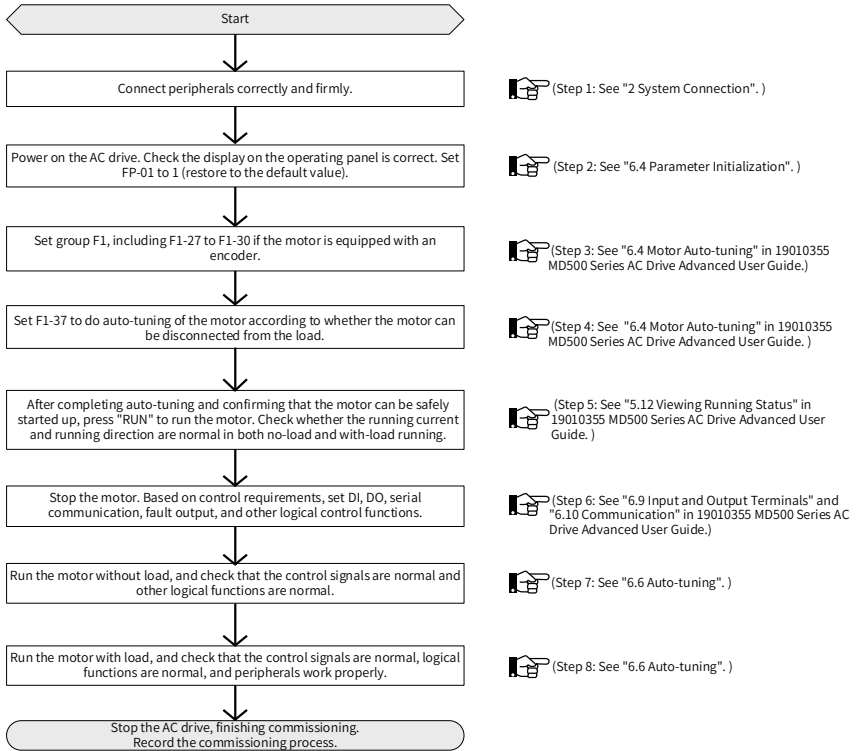 Start
Connect peripherals correctly and firmly.
(Step 1: See "2 System Connection". )
Power on the AC drive. Check the display on the operating panel is correct. Set
FP-01 to 1 (restore to the default value).
(Step 2: See "6.4 Parameter Initialization". )
Set group F1, including F1-27 to F1-30 if the motor is equipped with an
encoder.
(Step 3: See "6.4 Motor Auto-tuning" in 19010355
MD500 Series AC Drive Advanced User Guide.)
Set F1-37 to do auto-tuning of the motor according to whether the motor can
be disconnected from the load.
(Step 4: See "6.4 Motor Auto-tuning" in 19010355
MD500 Series AC Drive Advanced User Guide. )
After completing auto-tuning and confirming that the motor can be safely
started up, press "RUN" to run the motor. Check whether the running current
and running direction are normal in both no-load and with-load running.
(Step 5: See "5.12 Viewing Running Status" in
19010355 MD500 Series AC Drive Advanced User
Guide. )
Stop the motor. Based on control requirements, set DI, DO, serial
communication, fault output, and other logical control functions.
(Step 6: See "6.9 Input and Output Terminals" and
"6.10 Communication" in 19010355 MD500 Series AC
Drive Advanced User Guide.)
Run the motor without load, and check that the control signals are normal and
other logical functions are normal.
(Step 7: See "6.6 Auto-tuning". )
Run the motor with load, and check that the control signals are normal, logical
functions are normal, and peripherals work properly.
(Step 8: See "6.6 Auto-tuning". )
Stop the AC drive, finishing commissioning.
Record the commissioning process.